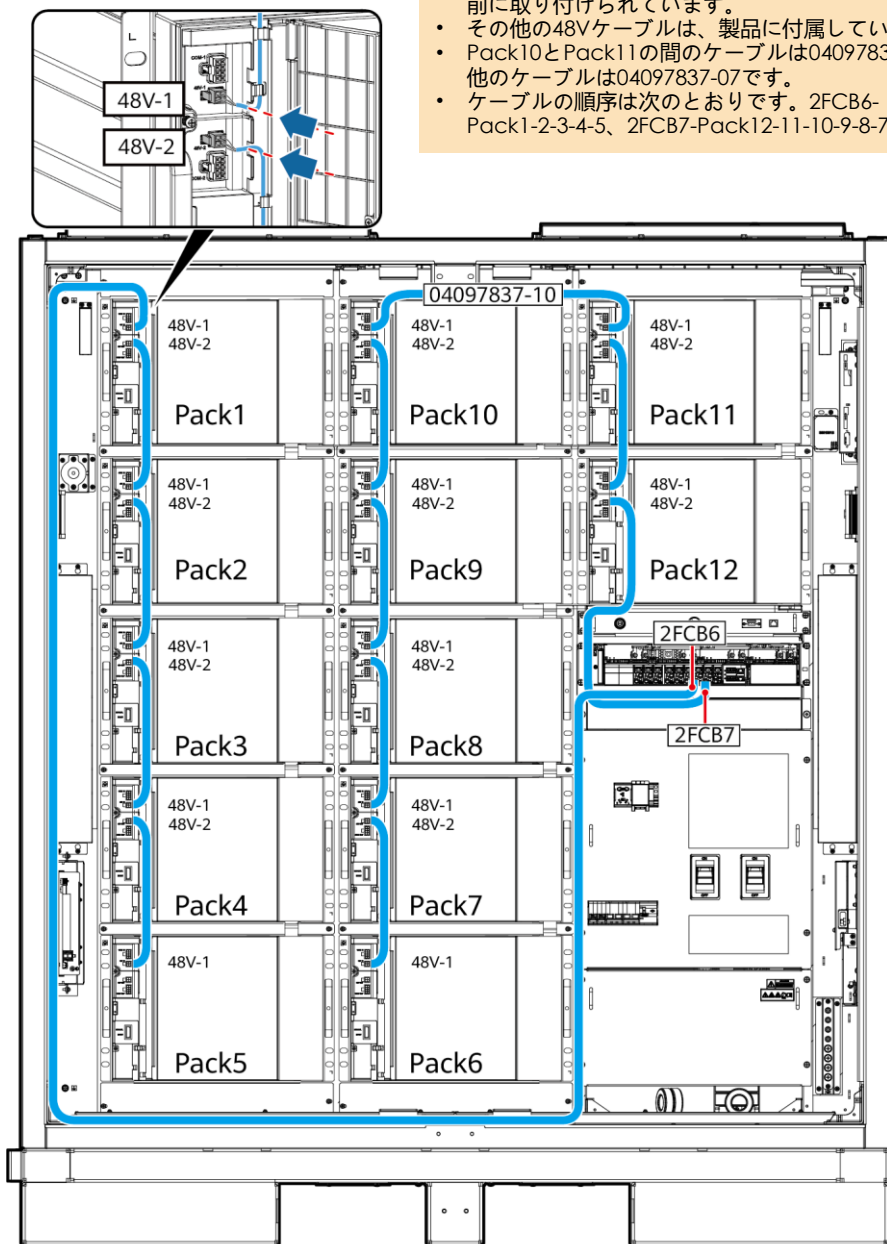 前に取り付けられています。
• その他の48Vケーブルは、製品に付属してい
• Pack10とPack11の間のケーブルは0409783
他のケーブルは04097837-07です。
• ケーブルの順序は次のとおりです。2FCB6-
Pack1-2-3-4-5、2FCB7-Pack12-11-10-9-8-7
48V-1
48V-2
04097837-10
48V-1
48V-2
Pack1
48V-1
48V-2
Pack10
48V-1
48V-2
Pack11
48V-1
48V-2
Pack2
48V-1
48V-2
Pack9
48V-1
48V-2
Pack12
2FCB6
48V-1
48V-2
Pack3
48V-1
48V-2
Pack8
2FCB7
48V-1
48V-2
Pack4
48V-1
48V-2
Pack7
48V-1
Pack5
48V-1
Pack6